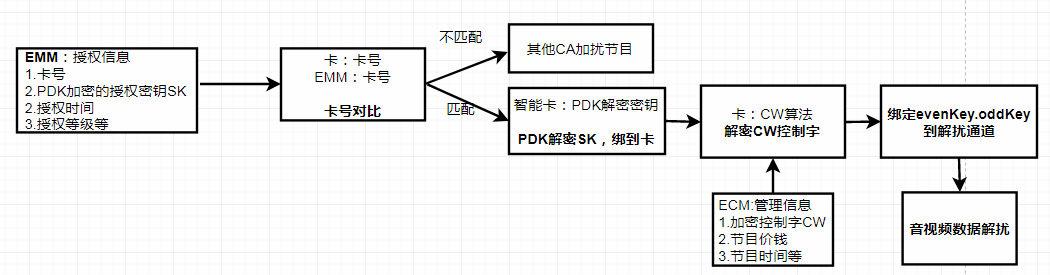 EMM：授权信息
1.卡号
2.PDK加密的授权密钥SK
2.授权时间
3.授权等级等
卡：卡号
EMM：卡号
卡号对比
不匹配
其他CA加扰节目
匹配
智能卡：PDK解密密钥
PDK解密SK，绑到卡
卡：CW算法
解密CW控制字
绑定evenKey.oddKey
到解扰通道
ECM:管理信息
1.加密控制字CW
2.节目价钱
3.节目时间等
音视频数据解扰